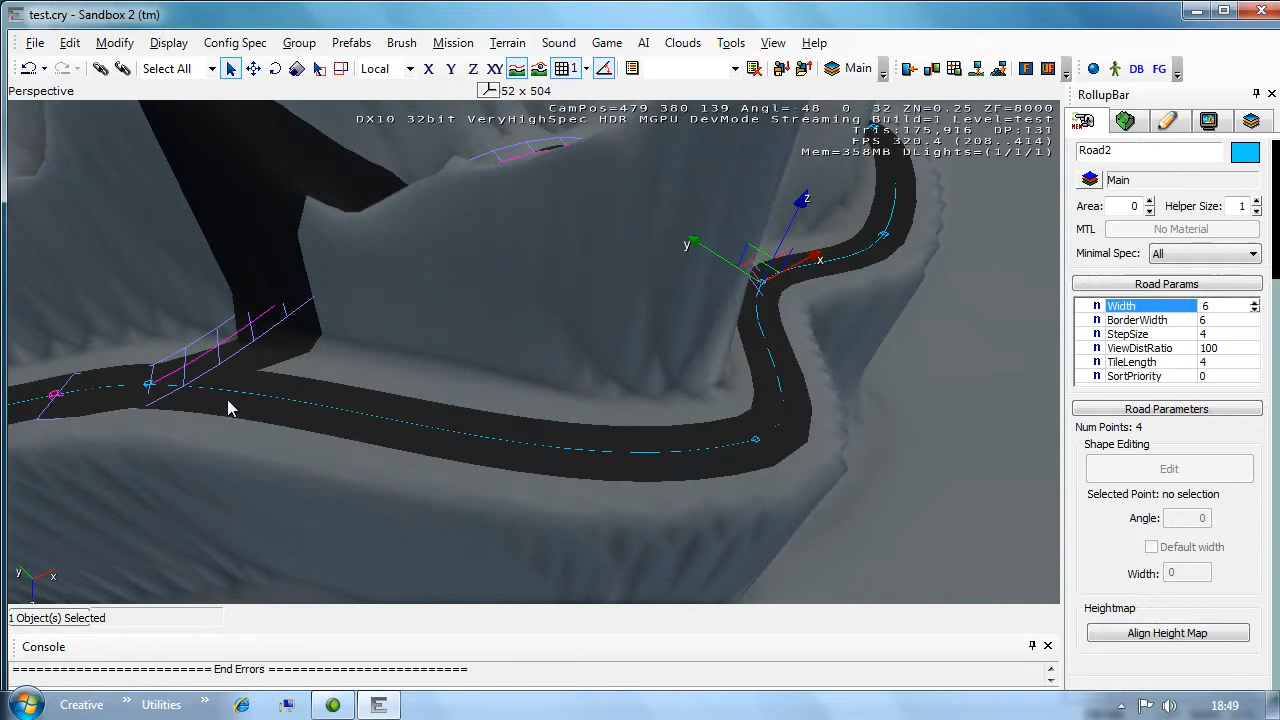 test.cry - Sandbox 2 (tm)
File Edit Modify Display Config Spec Group Prefabs Brush Mission Terrain Sound Game AI Clouds Tools View Help
Select All Local X Y Z XY 1 Main DB FG
Perspective
52 x 504
CamPos=479 380 139 Angl=-48 0 -32 ZN=0.25 ZF=8000
DX10 32bit VeryHighSpec HDR MGPU DevMode Streaming Build=1 Level=test
Tris:175,916 DP:131
FPS 320.4 (208..414)
Mem=358MB DLights=(1/1/1)
z
y
x
y x
RollupBar
Road2
Main
Area: 0 Helper Size: 1
MTL No Material
Minimal Spec: All
Road Params
Width 6
BorderWidth 6
StepSize 4
ViewDistRatio 100
TileLength 4
SortPriority 0
Road Parameters
Num Points: 4
Shape Editing
Edit
Selected Point: no selection
Angle: 0
Default width
Width: 0
Heightmap
Align Height Map
1 Object(s) Selected
Console
======================== End Errors ========================
Creative » Utilities » 18:49